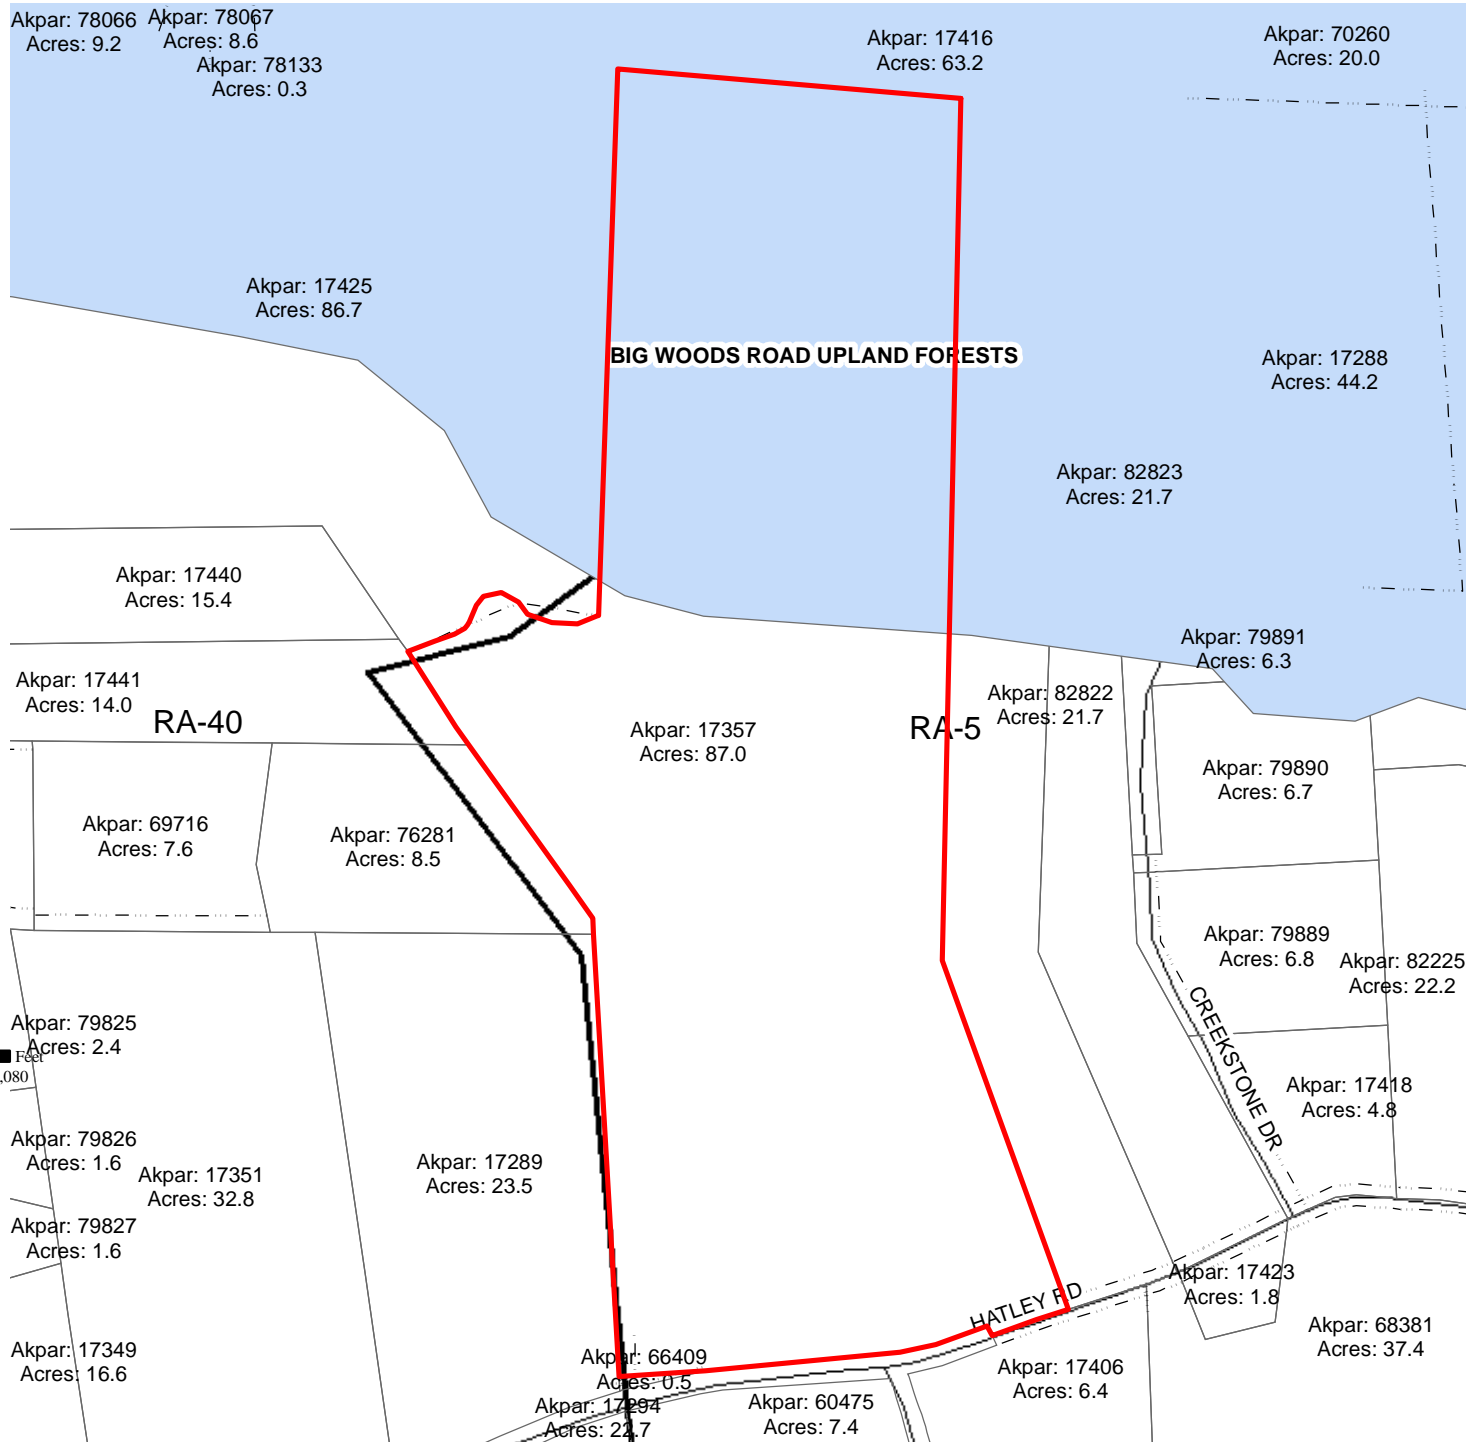 Akpar: 78066
Acres: 9.2
Akpar: 78067
Acres: 8.6
Akpar: 78133
Acres: 0.3
Akpar: 17416
Acres: 63.2
Akpar: 70260
Acres: 20.0
Akpar: 17425
Acres: 86.7
BIG WOODS ROAD UPLAND FORESTS
Akpar: 17288
Acres: 44.2
Akpar: 82823
Acres: 21.7
Akpar: 17440
Acres: 15.4
Akpar: 79891
Acres: 6.3
Akpar: 17441
Acres: 14.0
RA-40
Akpar: 17357
Acres: 87.0
RA-5
Akpar: 82822
Acres: 21.7
Akpar: 79890
Acres: 6.7
Akpar: 69716
Acres: 7.6
Akpar: 76281
Acres: 8.5
Akpar: 79889
Acres: 6.8
Akpar: 82225
Acres: 22.2
CREEKSTONE DR
Akpar: 79825
Acres: 2.4
Feet
,080
Akpar: 17418
Acres: 4.8
Akpar: 79826
Acres: 1.6
Akpar: 17351
Acres: 32.8
Akpar: 17289
Acres: 23.5
Akpar: 79827
Acres: 1.6
HATLEY RD
Akpar: 17423
Acres: 1.8
Akpar: 68381
Acres: 37.4
Akpar: 17349
Acres: 16.6
Akpar: 66409
Acres: 0.5
Akpar: 17406
Acres: 6.4
Akpar: 17294
Acres: 22.7
Akpar: 60475
Acres: 7.4